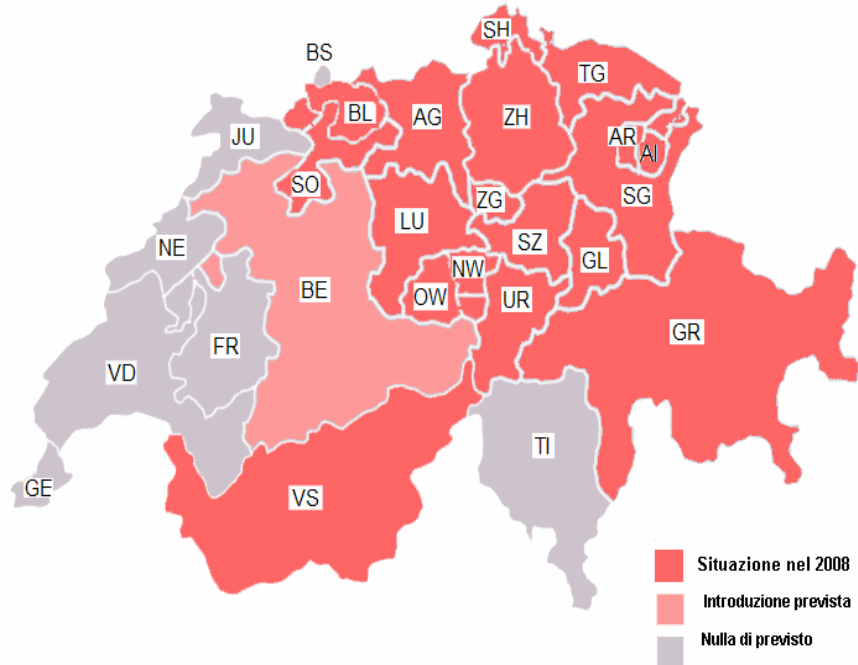 SH
BS
TG
BL
AG
ZH
JU
AR
AI
SO
ZG
SG
LU
SZ
NE
NW
GL
BE
OW
UR
FR
GR
VD
TI
GE
VS
Situazione nel 2008
Introduzione prevista
Nulla di previsto